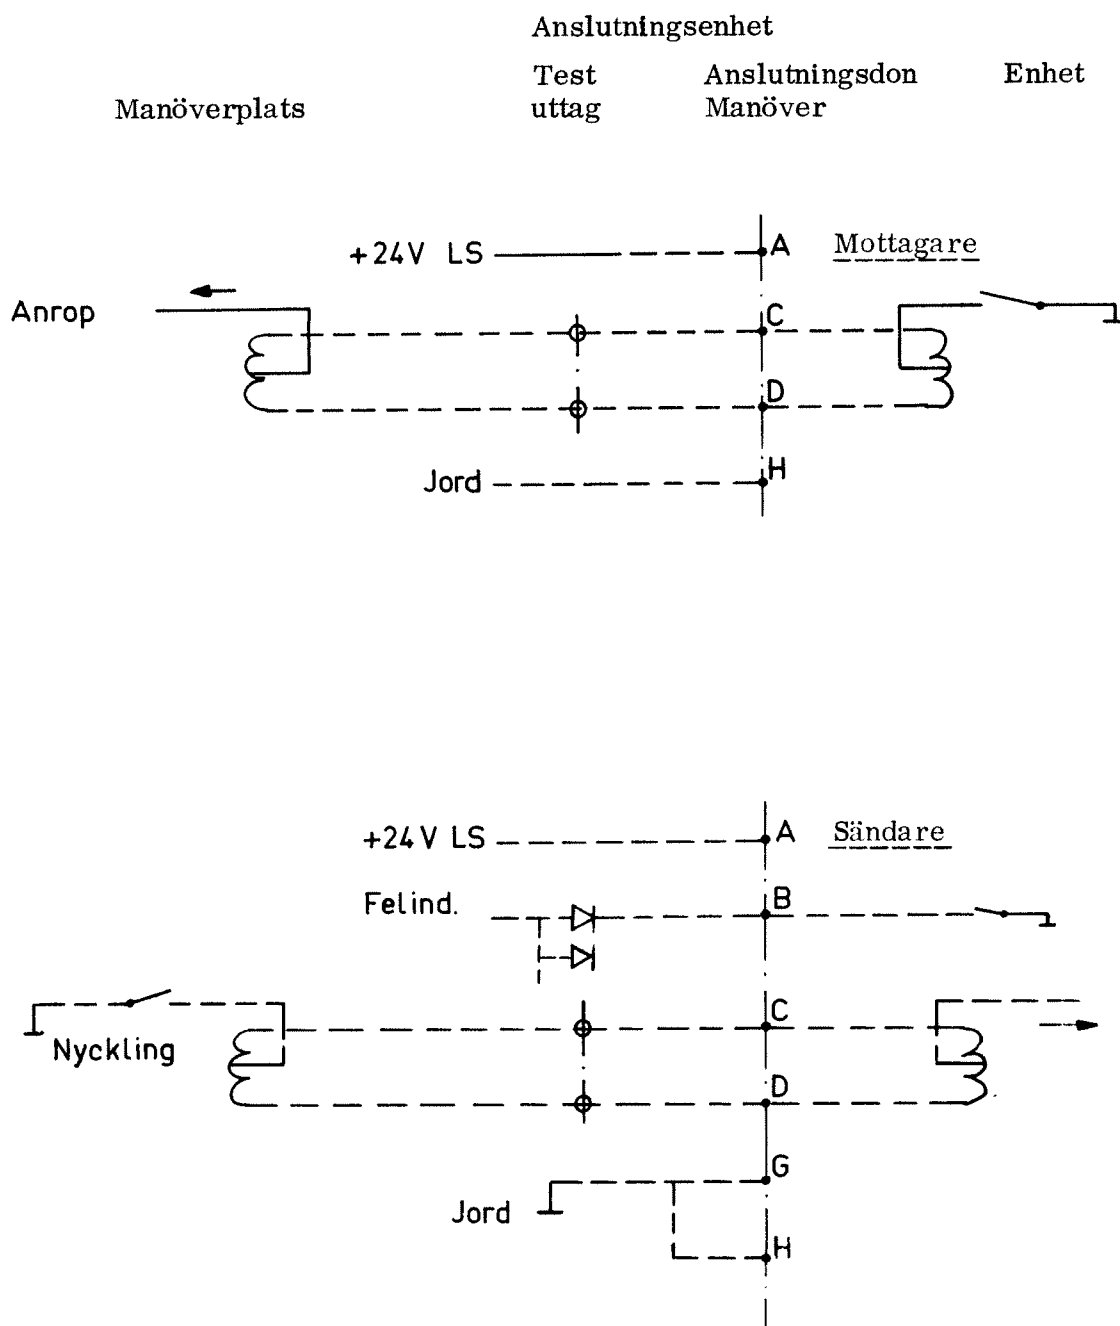 Anslutningsenhet
Test Anslutningsdon Enhet
Manöverplats uttag Manöver
+24V LS A Mottagare
Anrop
C
D
Jord H
+24V LS A Sändare
Felind. B
C
Nyckling
D
G
Jord
H